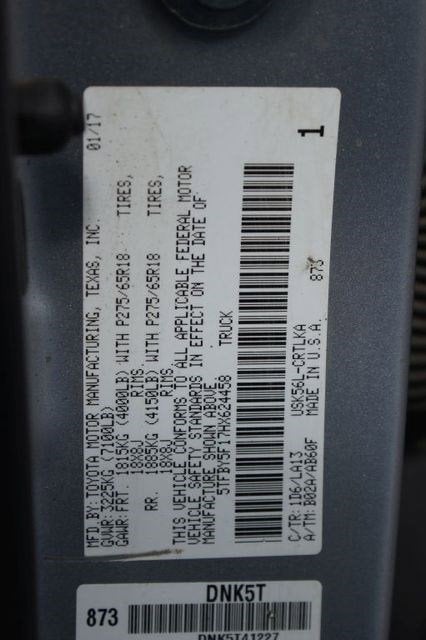 MFD.BY:TOYOTA MOTOR MANUFACTURING, TEXAS, INC. 01/17
GVWR:3225KG(7100LB)
GAWR:FRT 1815KG(4000LB)WITH P275/65R18 TIRES,
18X8J RIMS,
RR. 1885KG(4150LB)WITH P275/65R18 TIRES,
18X8J RIMS.
THIS VEHICLE CONFORMS TO ALL APPLICABLE FEDERAL MOTOR
VEHICLE SAFETY STANDARDS IN EFFECT ON THE DATE OF
MANUFACTURE SHOWN ABOVE.
5TFBY5F17HX624458 TRUCK
C/TR:1D6/LA13 USK56L-CRTLKA 873
A/TM:B02A/AB60F MADE IN U.S.A. 1
DNK5T
873
DNK5T41227